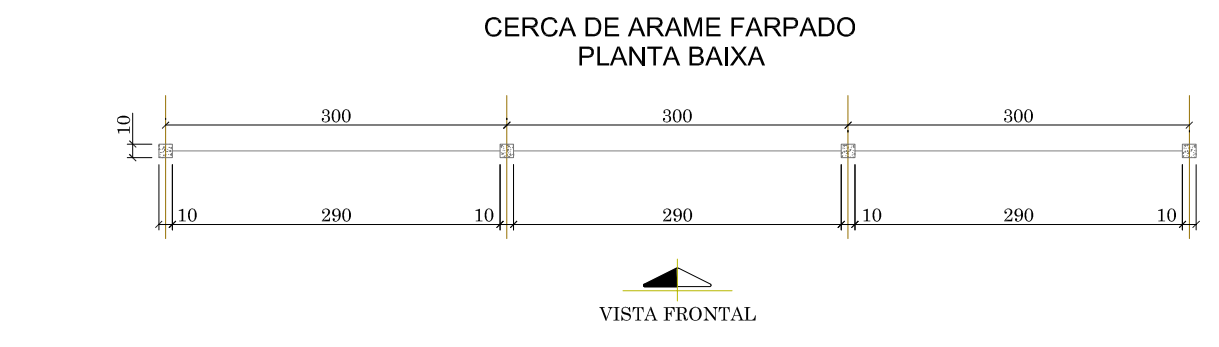 CERCA DE ARAME FARPADO
PLANTA BAIXA
300 300 300
10
10 290 10 290 10 290 10
VISTA FRONTAL